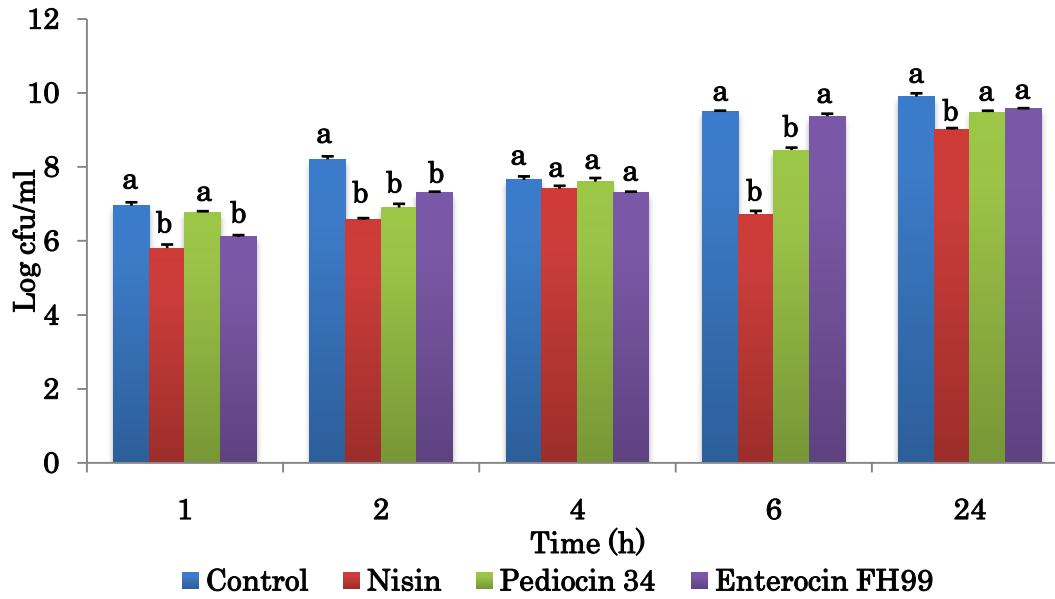 12
10
8
6
4
2
0
Log cfu/ml
a b a b
a b b b
a a a a
a b b a
a b a a
1 2 4 6 24
Time (h)
Control Nisin Pediocin 34 Enterocin FH99